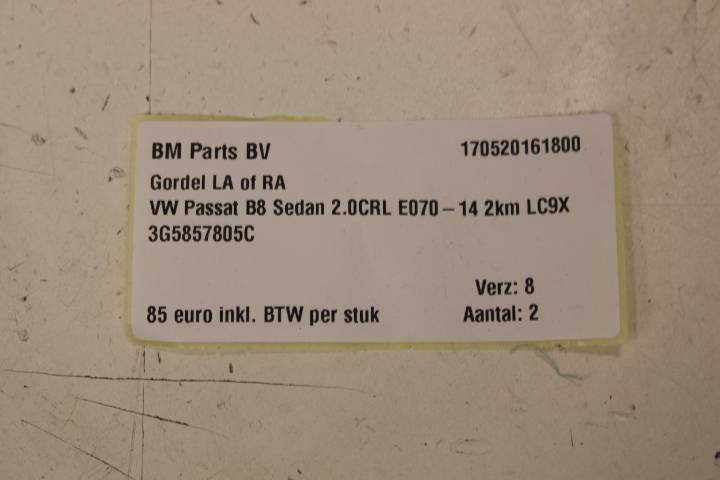 BM Parts BV 170520161800
Gordel LA of RA
VW Passat B8 Sedan 2.0CRL E070-14 2km LC9X
3G5857805C
Verz: 8
85 euro inkl. BTW per stuk Aantal: 2